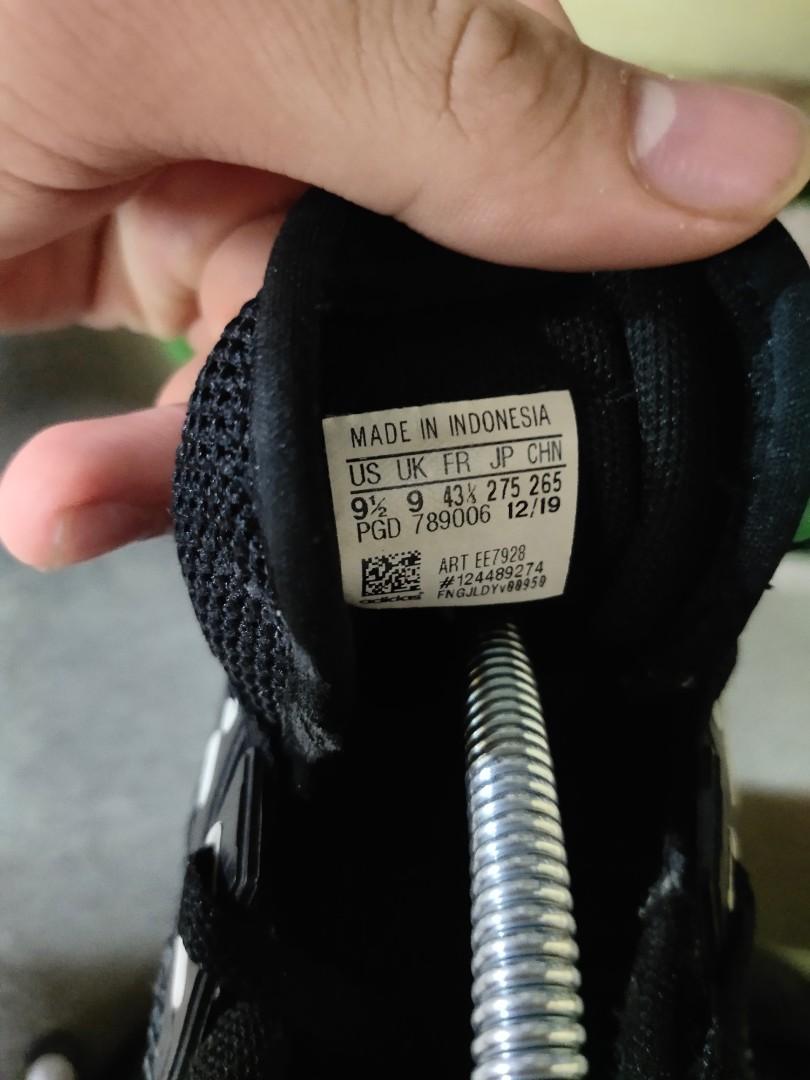 MADE IN INDONESIA
US UK FR JP CHN
9½ 9 43⅓ 275 265
PGD 789006 12/19
ART EE7928
#124489274
FNGJLDYv00950
adidas